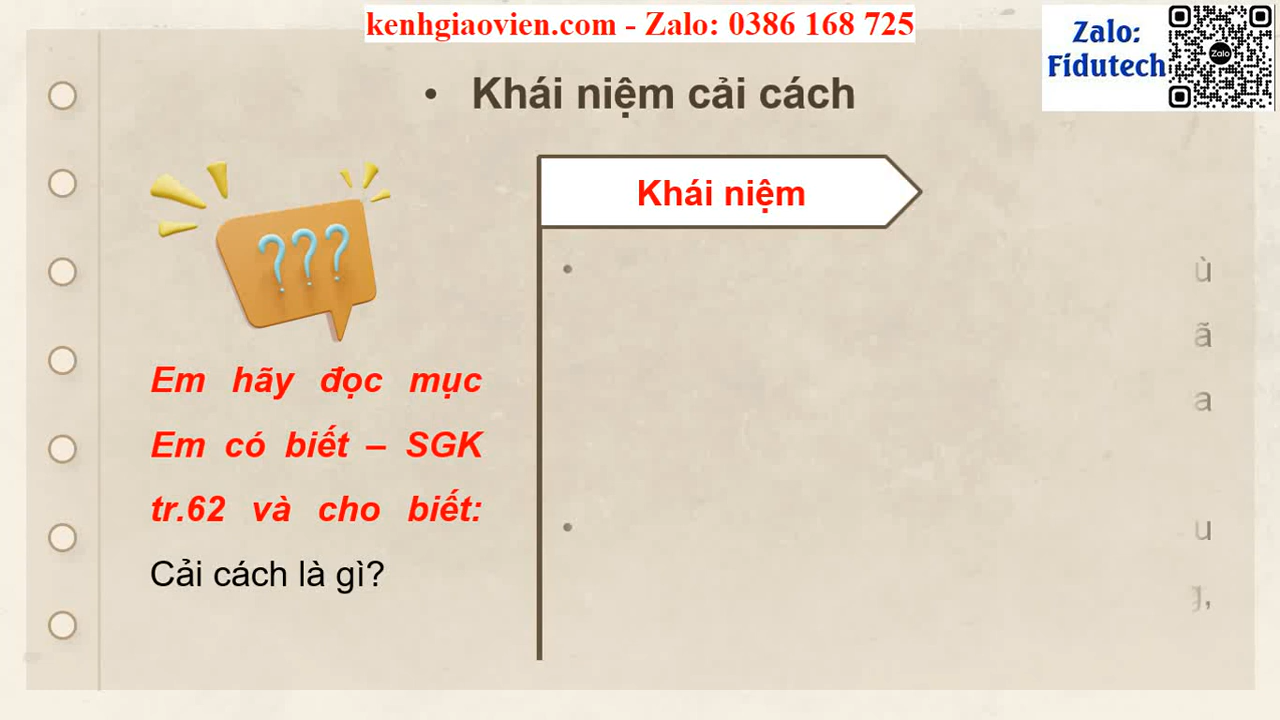 kenhgiaovien.com - Zalo: 0386 168 725
Zalo:
Fidutech
Zalo
• Khái niệm cải cách
???
Khái niệm
Em hãy đọc mục
Em có biết – SGK
tr.62 và cho biết:
Cải cách là gì?
• ù
ã
a
• u